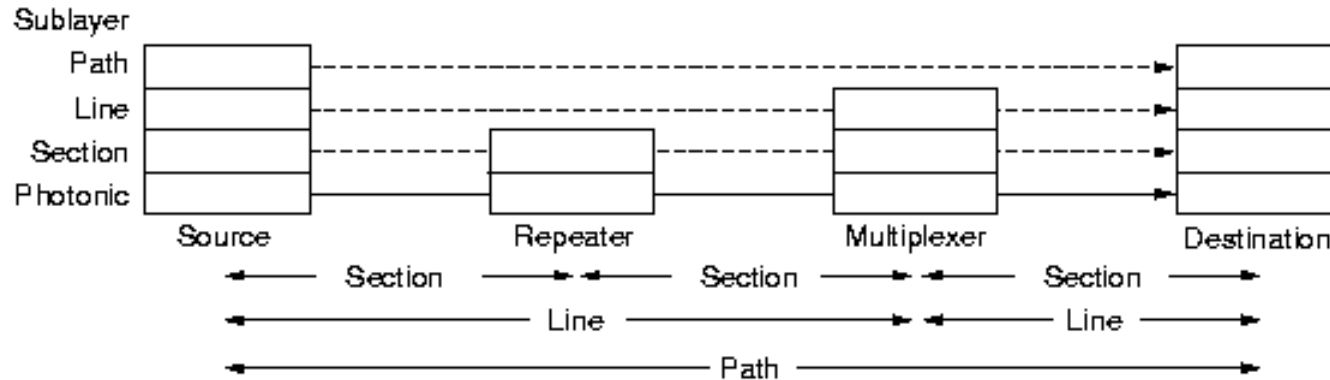 Sublayer
Path
Line
Section
Photonic
Source Repeater Multiplexer Destination
Section Section Section
Line Line
Path